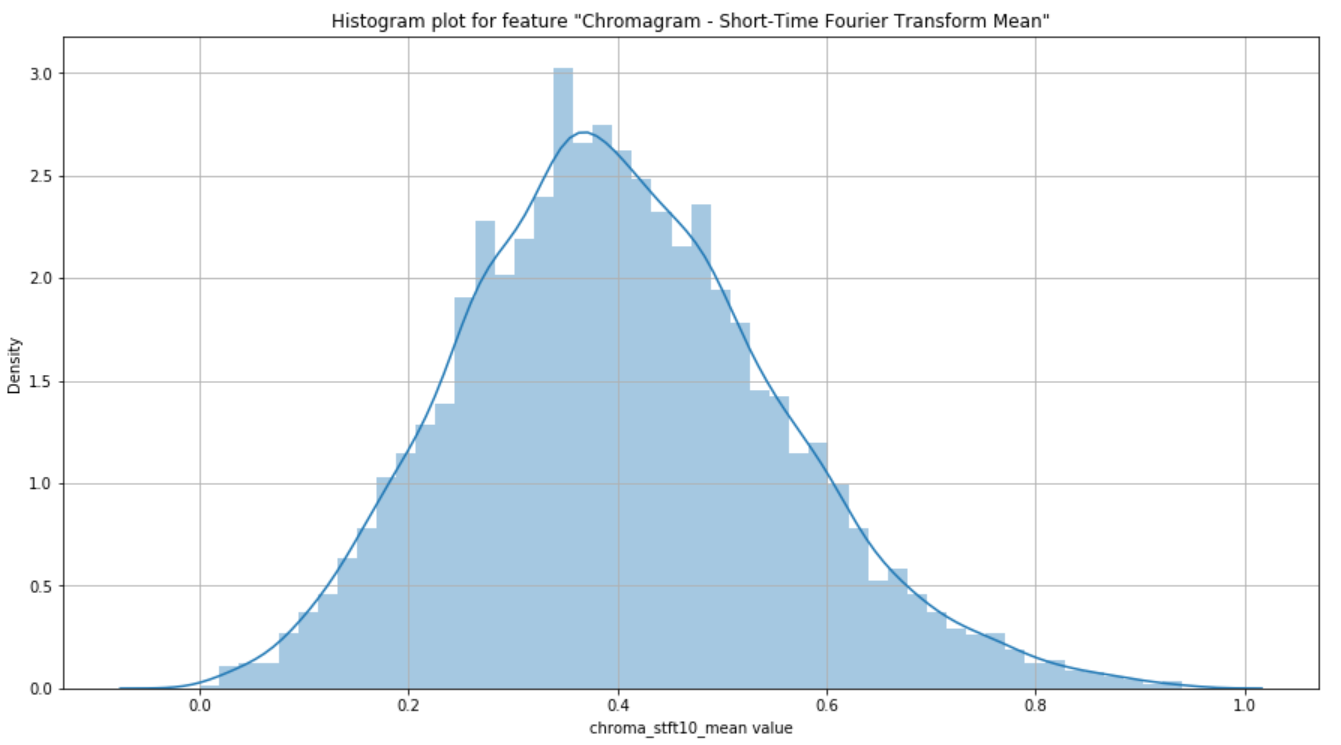 Histogram plot for feature "Chromagram - Short-Time Fourier Transform Mean"
3.0
2.5
2.0
1.5
1.0
0.5
0.0
Density
0.0 0.2 0.4 0.6 0.8 1.0
chroma_stft10_mean value